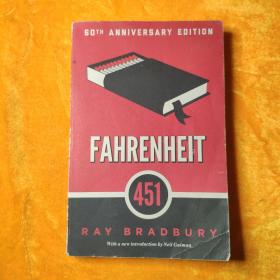 60TH ANNIVERSARY EDITION
FAHRENHEIT
451
RAY BRADBURY
With a new introduction by Neil Gaiman